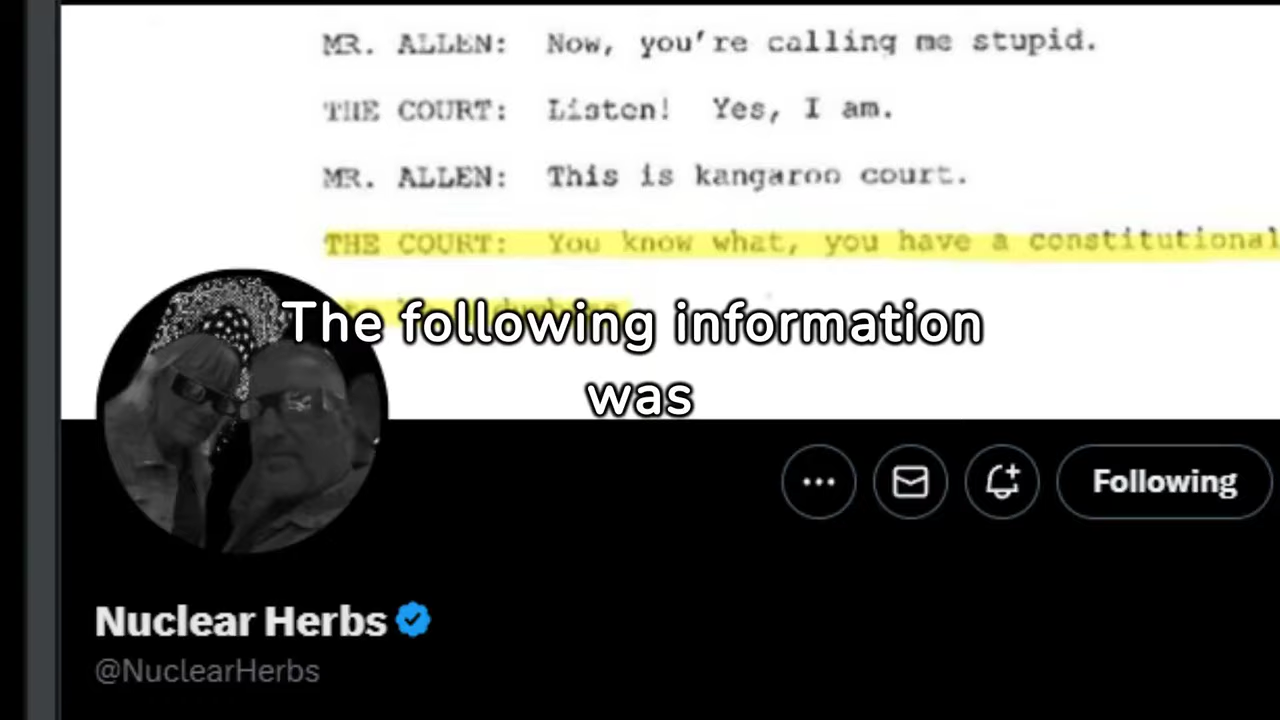 MR. ALLEN: Now, you're calling me stupid.
THE COURT: Listen! Yes, I am.
MR. ALLEN: This is kangaroo court.
THE COURT: You know what, you have a constitutional
The following information
was
Following
Nuclear Herbs
@NuclearHerbs